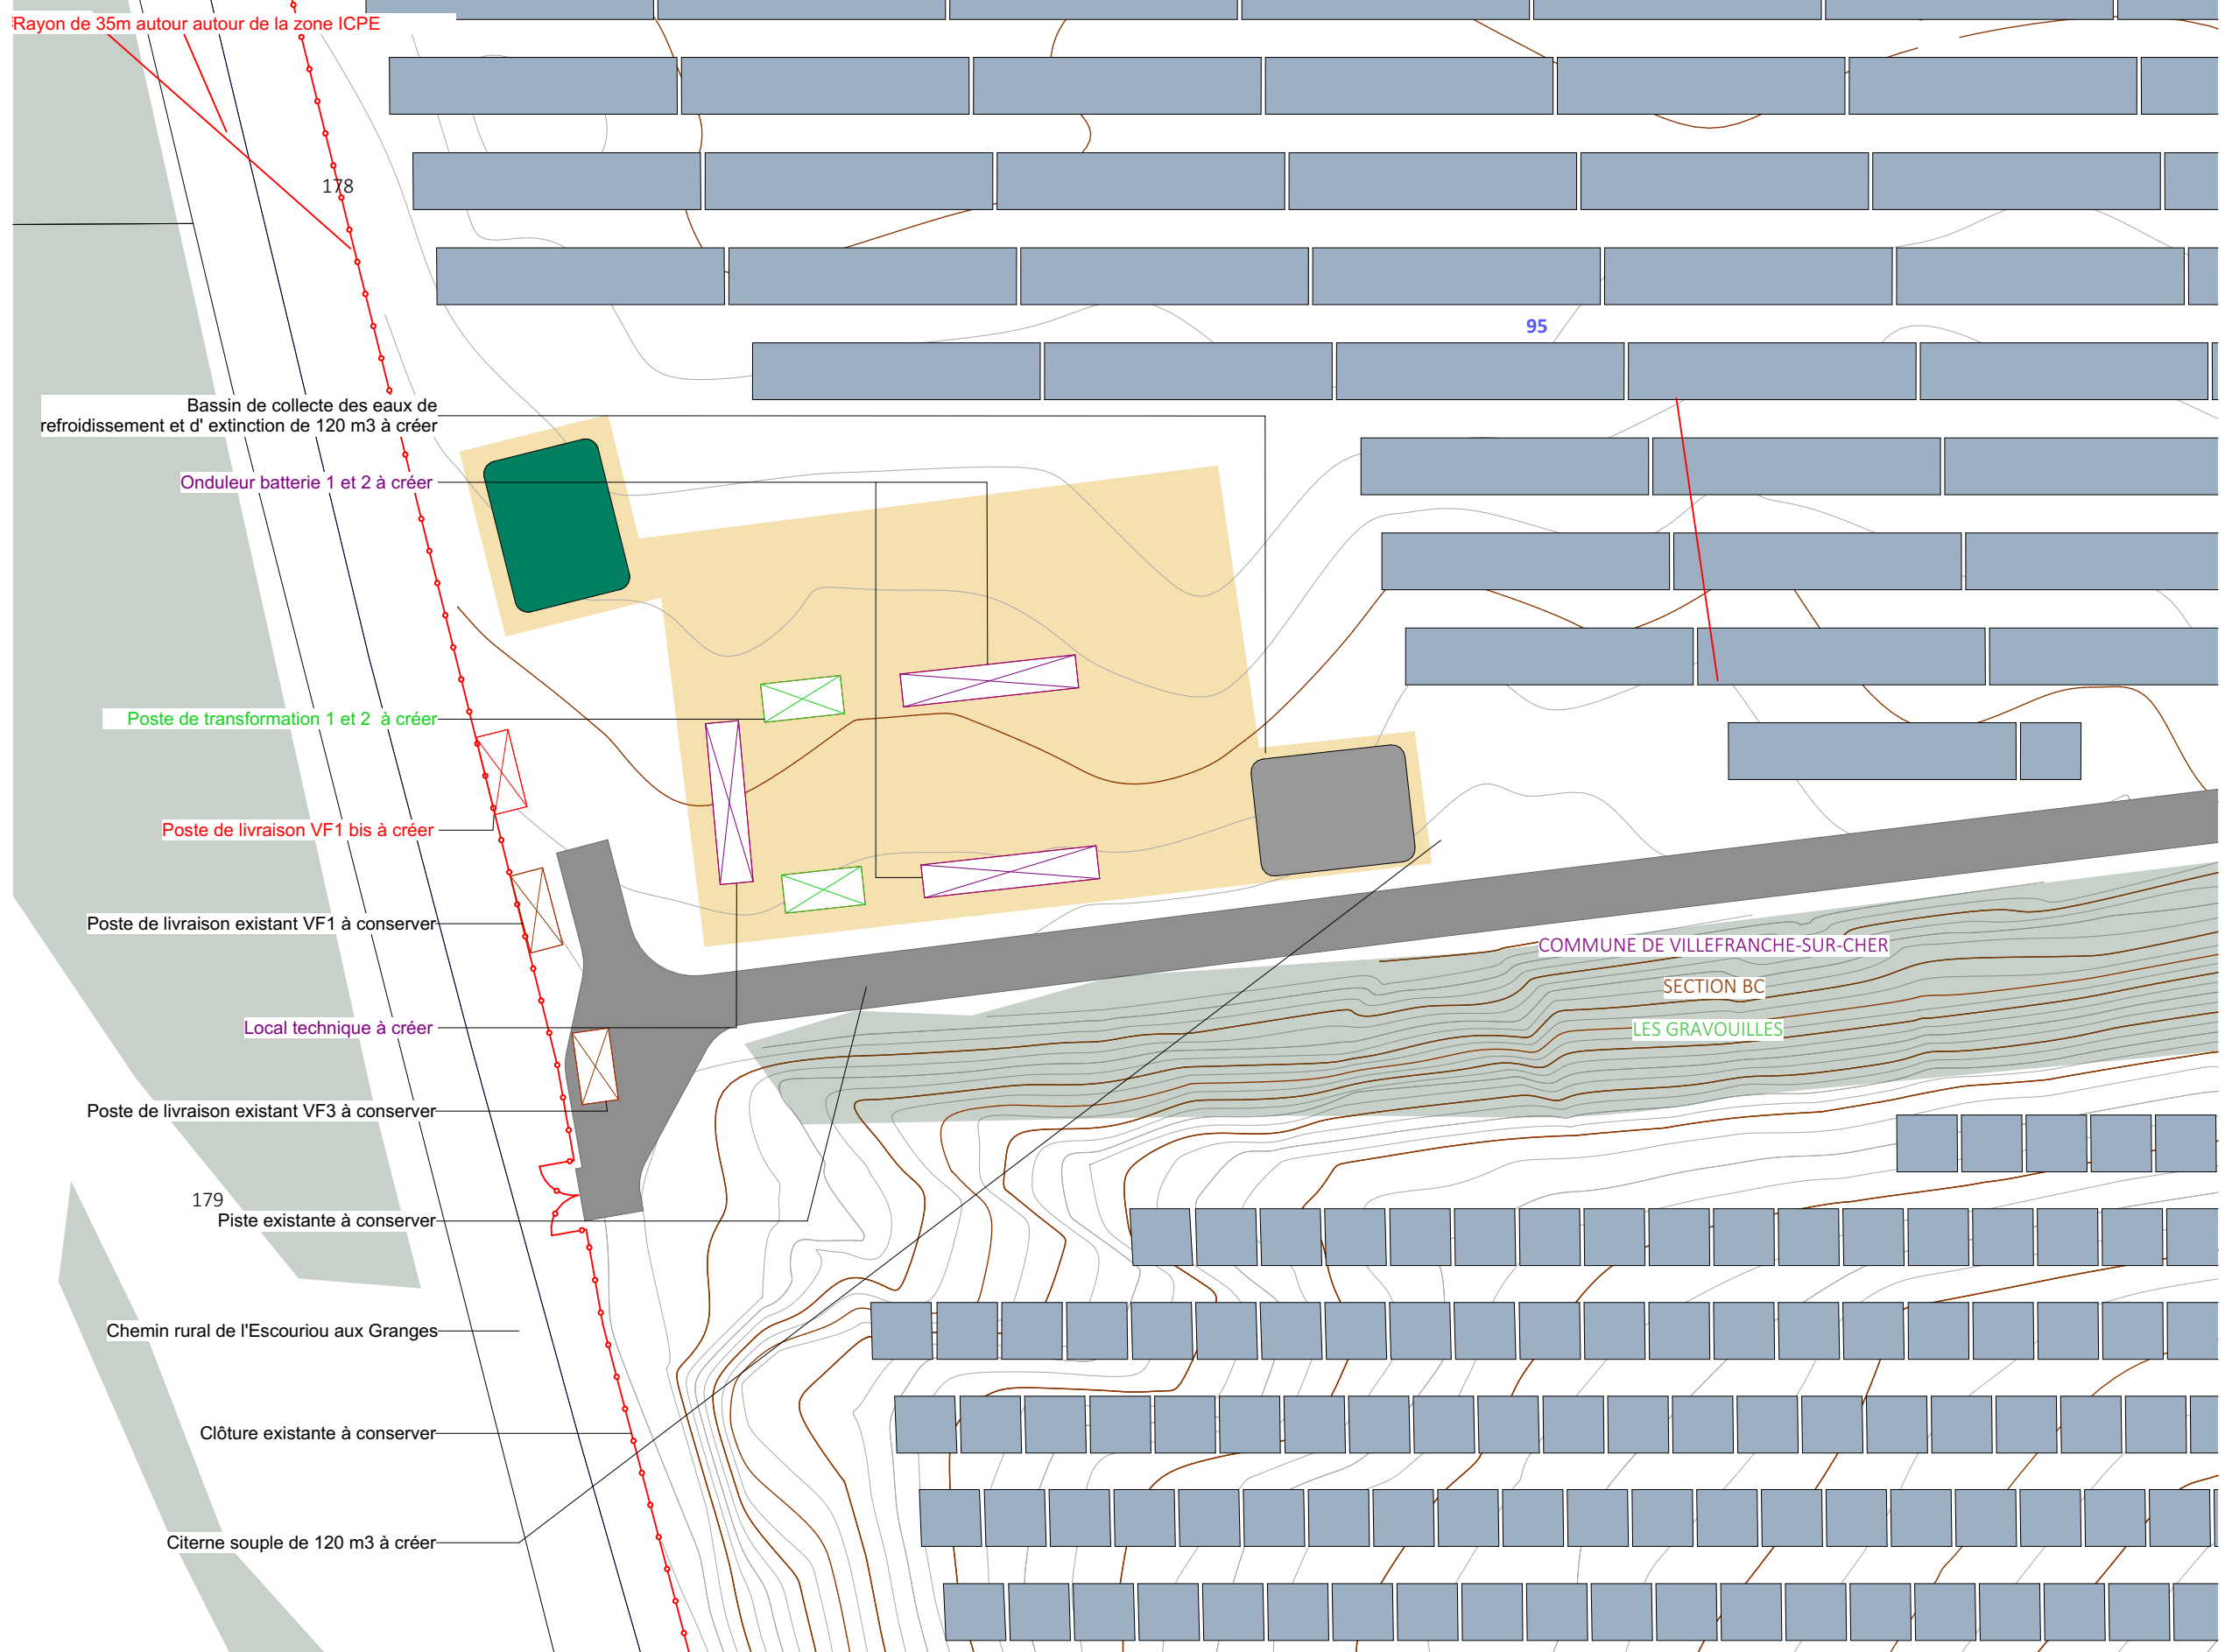 Rayon de 35m autour autour de la zone ICPE
178
95
Bassin de collecte des eaux de
refroidissement et d' extinction de 120 m3 à créer
Onduleur batterie 1 et 2 à créer
Poste de transformation 1 et 2 à créer
Poste de livraison VF1 bis à créer
Poste de livraison existant VF1 à conserver
COMMUNE DE VILLEFRANCHE-SUR-CHER
SECTION BC
LES GRAVOUILLES
Local technique à créer
Poste de livraison existant VF3 à conserver
179
Piste existante à conserver
Chemin rural de l'Escouriou aux Granges
Clôture existante à conserver
Citerne souple de 120 m3 à créer